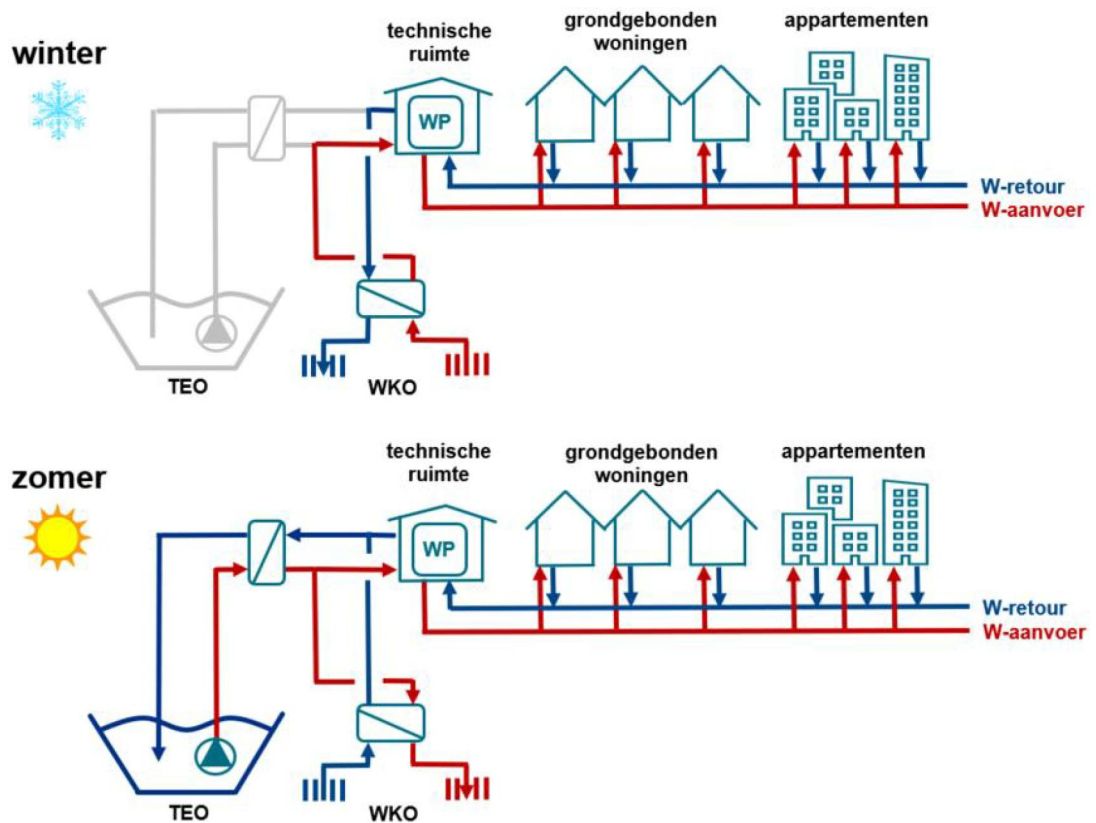 winter
technische
ruimte
grondgebonden
woningen
appartementen
WP
W-retour
W-aanvoer
TEO
WKO
zomer
technische
ruimte
grondgebonden
woningen
appartementen
WP
W-retour
W-aanvoer
TEO
WKO